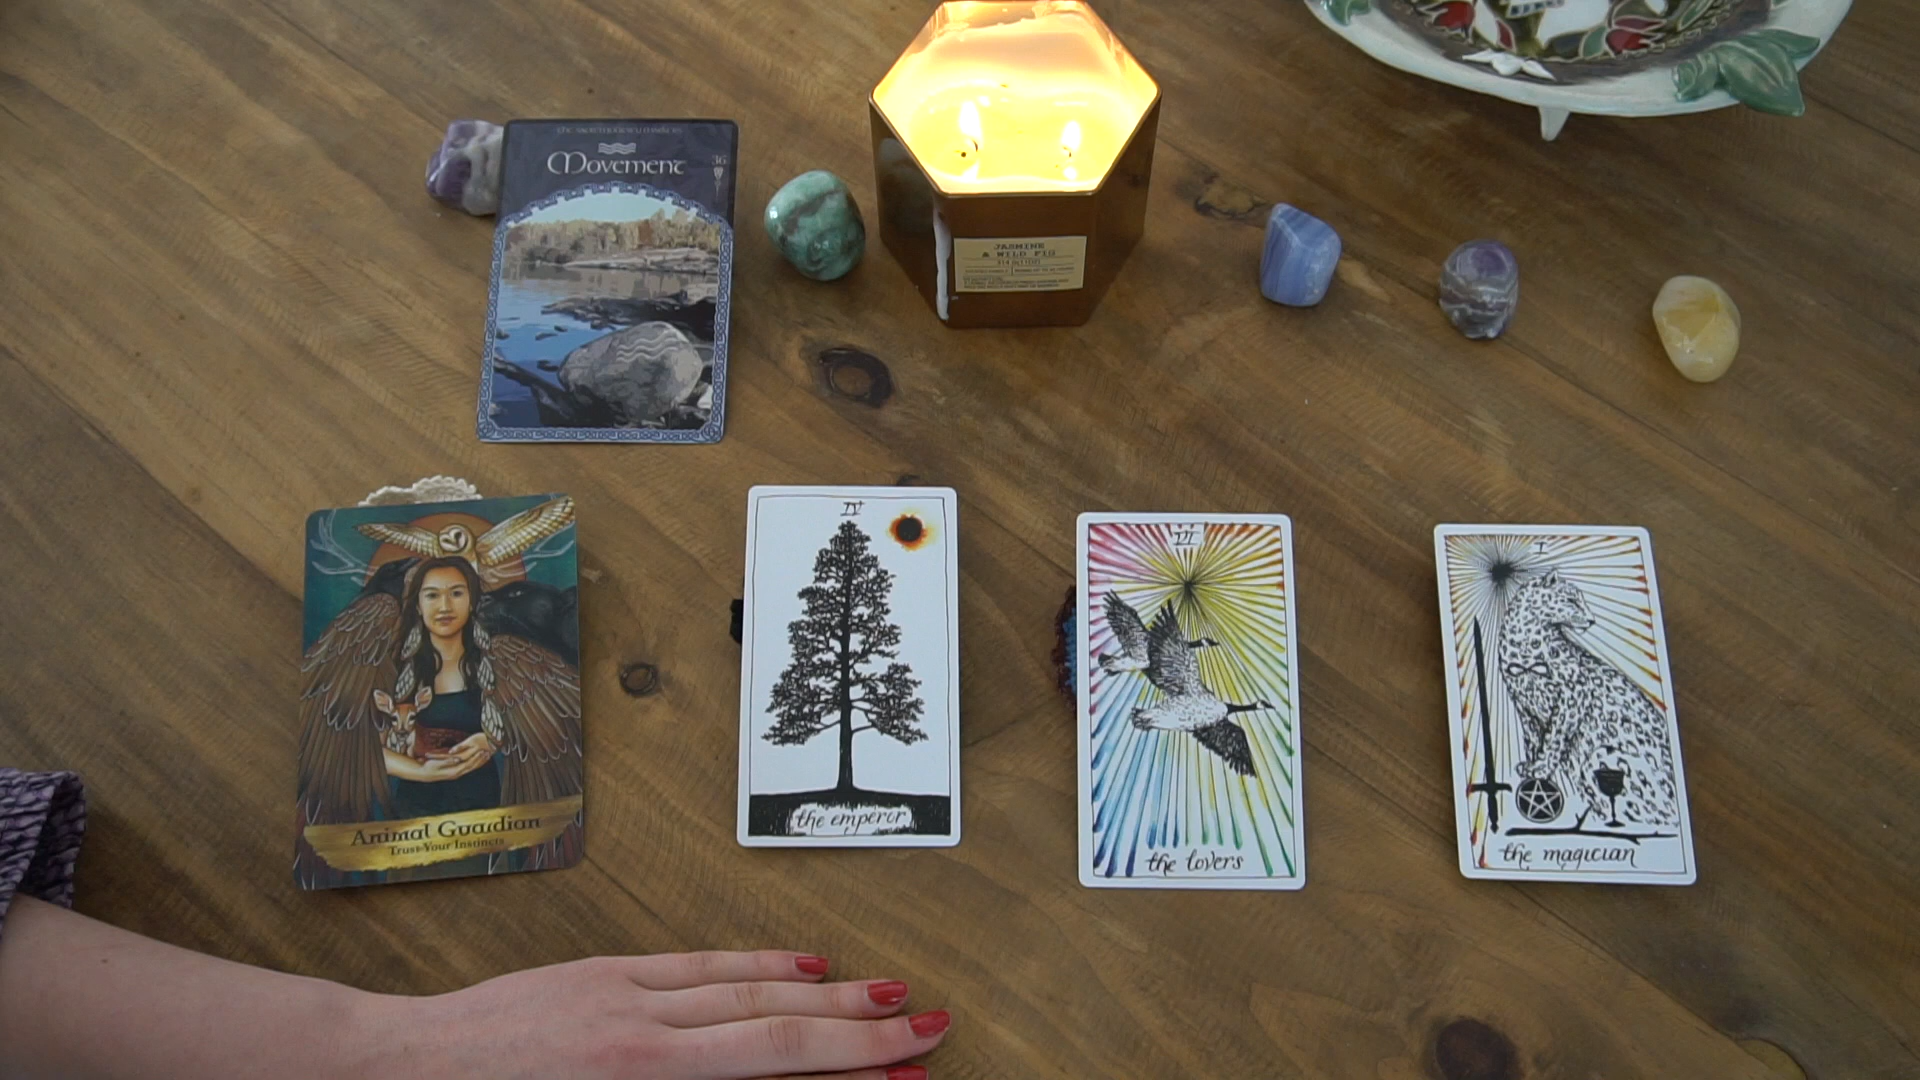 Movement
36
JASMINE
& WILD FIG
Animal Guardian
Trust Your Instincts
IV
the emperor
VI
the lovers
I
the magician